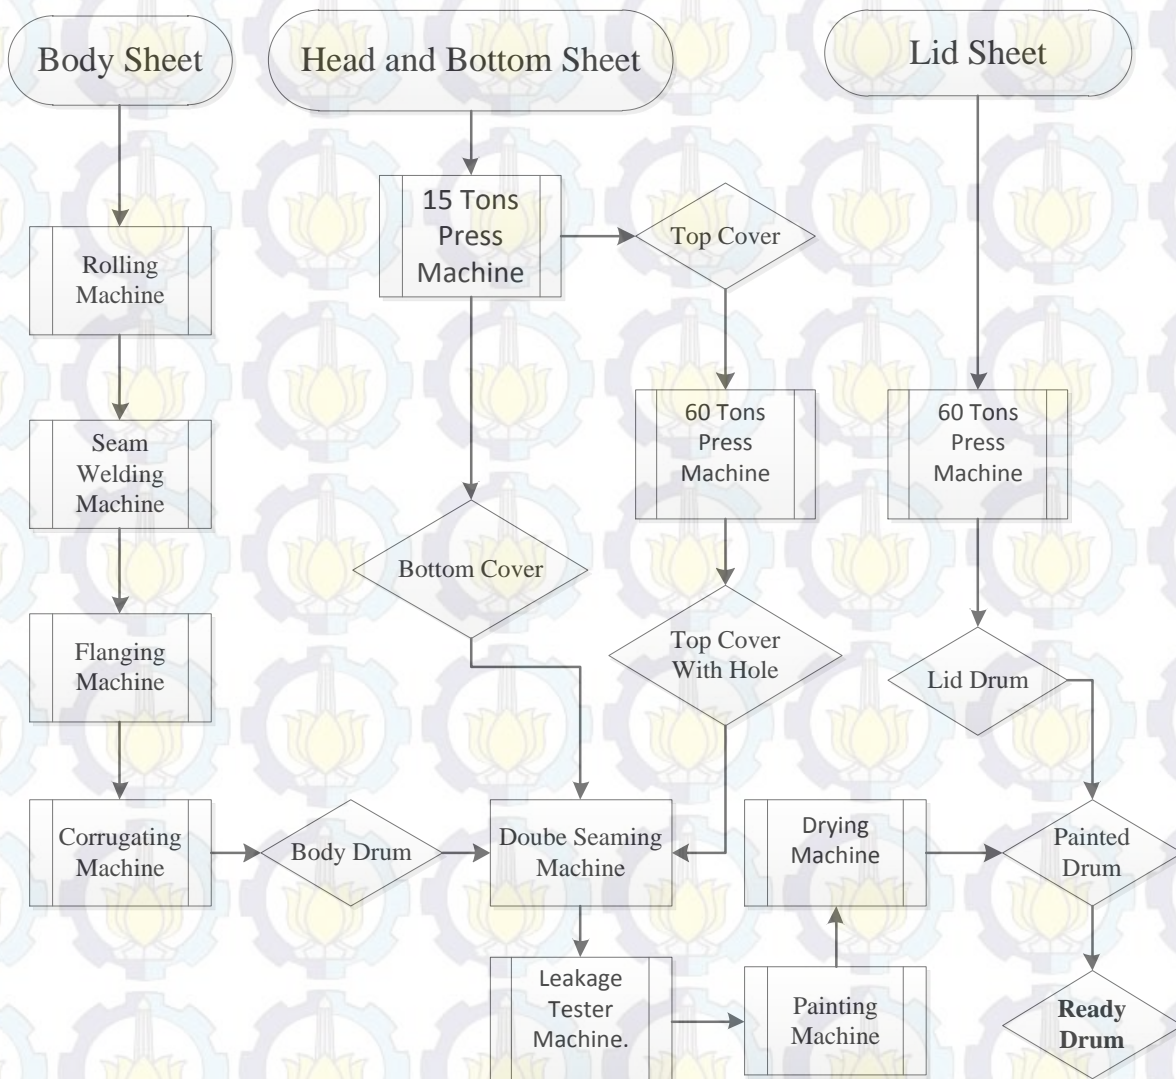 Body Sheet
Head and Bottom Sheet
Lid Sheet
15 Tons
Press
Machine
Top Cover
Rolling
Machine
60 Tons
Press
Machine
60 Tons
Press
Machine
Seam
Welding
Machine
Bottom Cover
Flanging
Machine
Top Cover
With Hole
Lid Drum
Corrugating
Machine
Body Drum
Doube Seaming
Machine
Drying
Machine
Painted
Drum
Leakage
Tester
Machine.
Painting
Machine
Ready
Drum